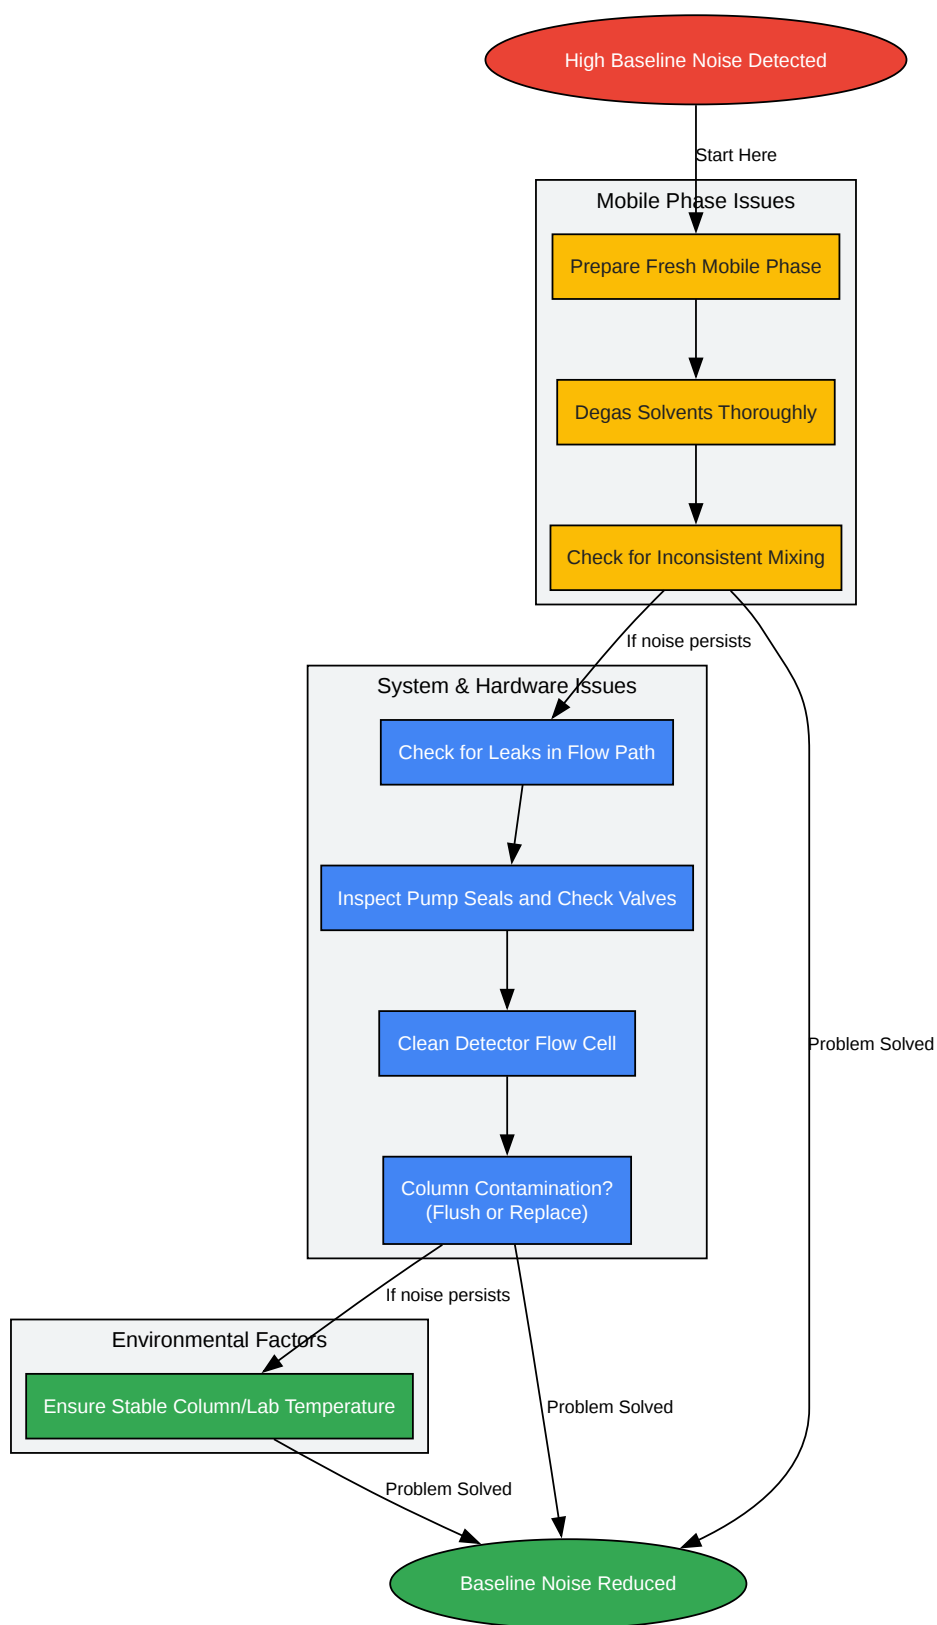 High Baseline Noise Detected
Start Here
Mobile Phase Issues
Prepare Fresh Mobile Phase
Degas Solvents Thoroughly
Check for Inconsistent Mixing
If noise persists
System & Hardware Issues
Check for Leaks in Flow Path
Inspect Pump Seals and Check Valves
Clean Detector Flow Cell
Problem Solved
Column Contamination?
(Flush or Replace)
If noise persists
Environmental Factors
Ensure Stable Column/Lab Temperature
Problem Solved
Problem Solved
Baseline Noise Reduced